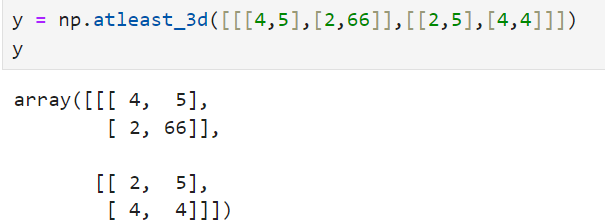 y = np.atleast_3d([[[4,5],[2,66]],[[2,5],[4,4]]])
y
array([[[ 4,  5],
        [ 2, 66]],
       [[ 2,  5],
        [ 4,  4]]])